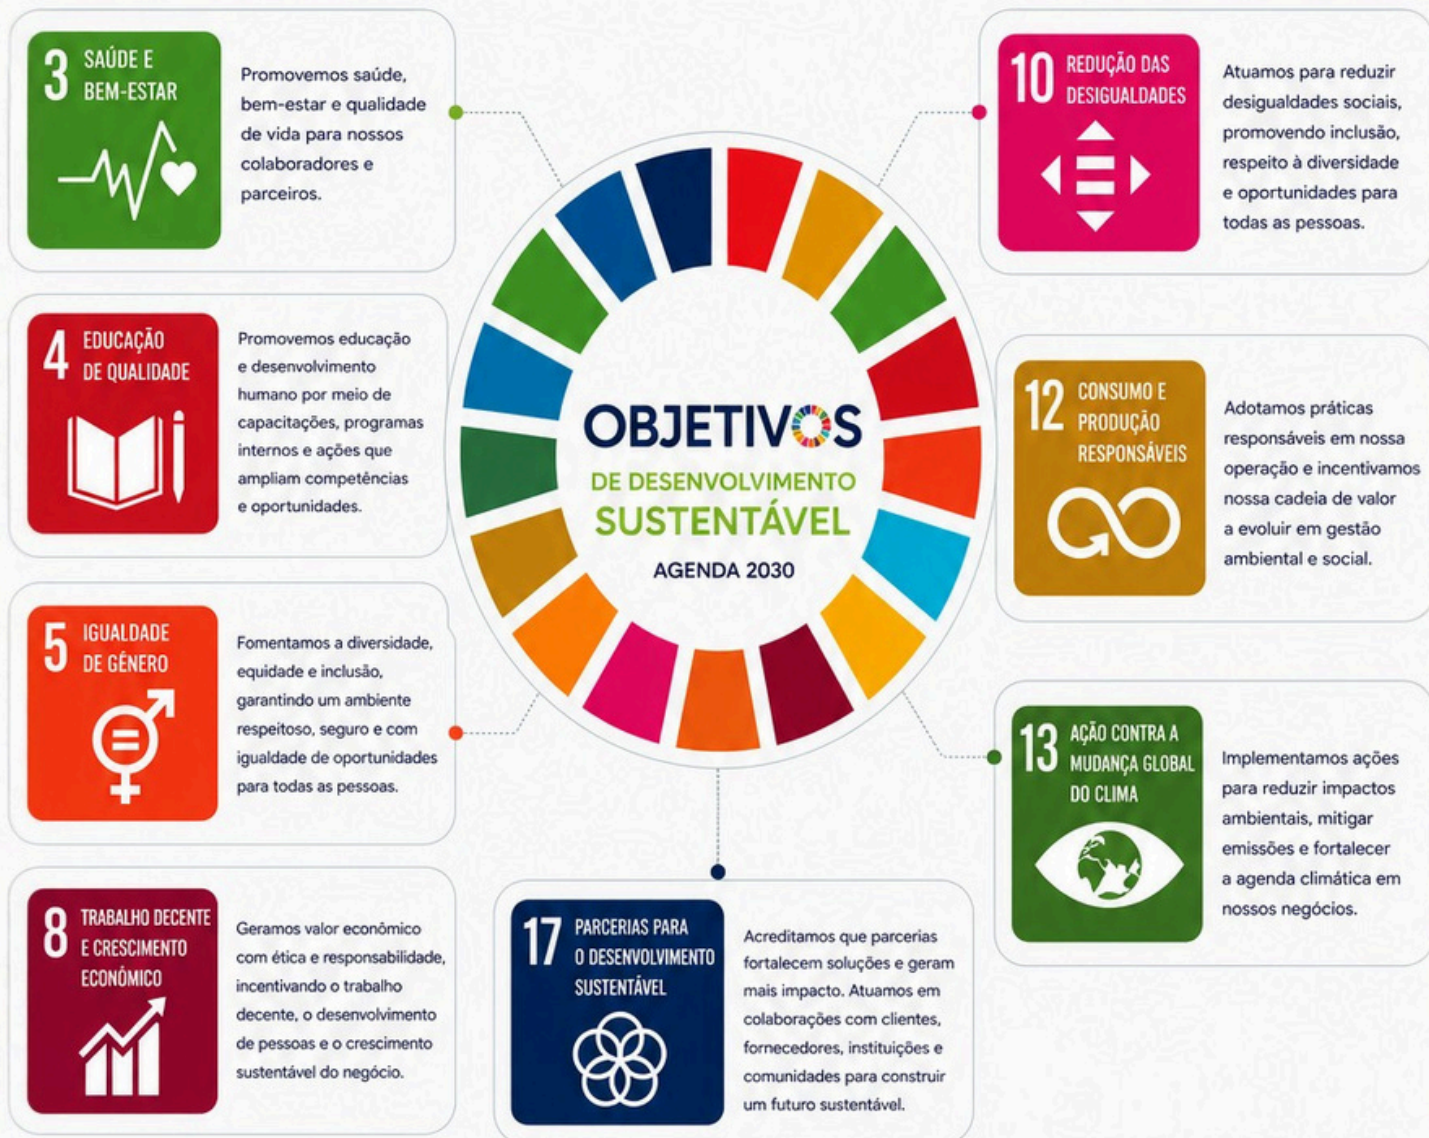 3 SAÚDE E
BEM-ESTAR
Promovemos saúde,
bem-estar e qualidade
de vida para nossos
colaboradores e
parceiros.
4 EDUCAÇÃO
DE QUALIDADE
Promovemos educação
e desenvolvimento
humano por meio de
capacitações, programas
internos e ações que
ampliam competências
e oportunidades.
5 IGUALDADE
DE GÊNERO
Fomentamos a diversidade,
equidade e inclusão,
garantindo um ambiente
respeitoso, seguro e com
igualdade de oportunidades
para todas as pessoas.
8 TRABALHO DECENTE
E CRESCIMENTO
ECONÔMICO
Geramos valor econômico
com ética e responsabilidade,
incentivando o trabalho
decente, o desenvolvimento
de pessoas e o crescimento
sustentável do negócio.
OBJETIVOS
DE DESENVOLVIMENTO
SUSTENTÁVEL
AGENDA 2030
17 PARCERIAS PARA
O DESENVOLVIMENTO
SUSTENTÁVEL
Acreditamos que parcerias
fortalecem soluções e geram
mais impacto. Atuamos em
colaborações com clientes,
fornecedores, instituições e
comunidades para construir
um futuro sustentável.
10 REDUÇÃO DAS
DESIGUALDADES
Atuamos para reduzir
desigualdades sociais,
promovendo inclusão,
respeito à diversidade
e oportunidades para
todas as pessoas.
12 CONSUMO E
PRODUÇÃO
RESPONSÁVEIS
Adotamos práticas
responsáveis em nossa
operação e incentivamos
nossa cadeia de valor
a evoluir em gestão
ambiental e social.
13 AÇÃO CONTRA A
MUDANÇA GLOBAL
DO CLIMA
Implementamos ações
para reduzir impactos
ambientais, mitigar
emissões e fortalecer
a agenda climática em
nossos negócios.